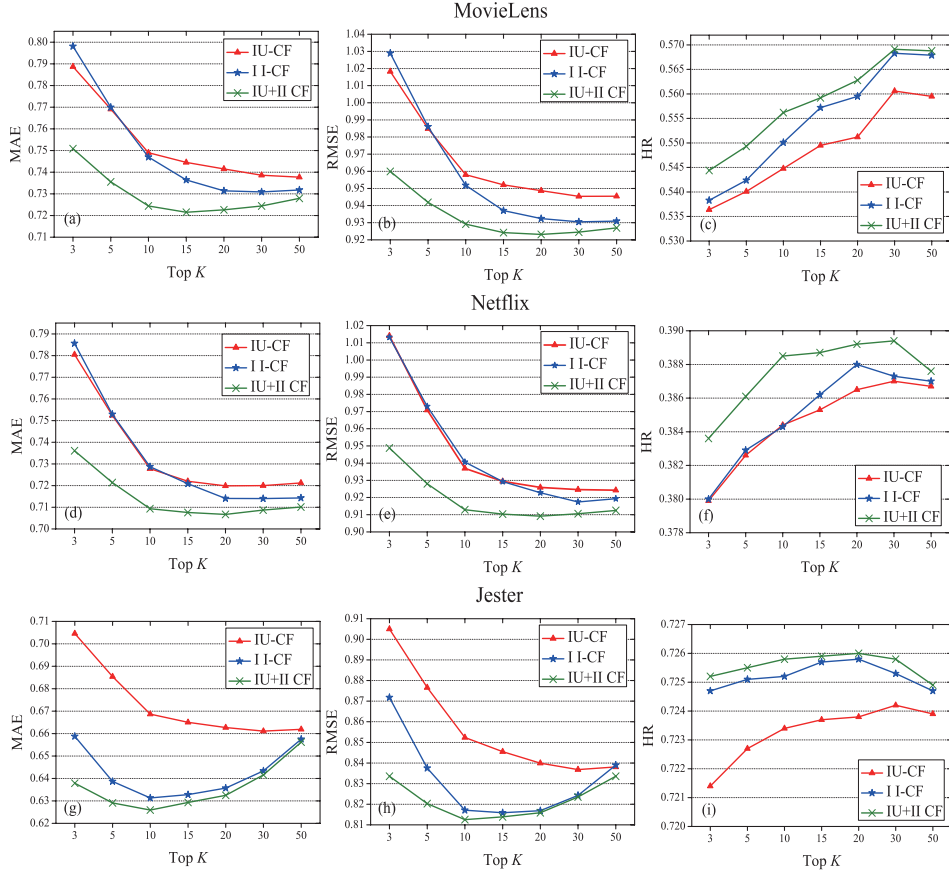 MovieLens
0.80
0.79
0.78
0.77
0.76
0.75
0.74
0.73
0.72
0.71
MAE
IU-CF
I I-CF
IU+II CF
(a)
3 5 10 15 20 30 50
Top K
1.04
1.03
1.02
1.01
1.00
0.99
0.98
0.97
0.96
0.95
0.94
0.93
0.92
RMSE
IU-CF
I I-CF
IU+II CF
(b)
3 5 10 15 20 30 50
Top K
0.570
0.565
0.560
0.555
0.550
0.545
0.540
0.535
0.530
HR
IU-CF
I I-CF
IU+II CF
(c)
3 5 10 15 20 30 50
Top K
Netflix
0.79
0.78
0.77
0.76
0.75
0.74
0.73
0.72
0.71
0.70
MAE
IU-CF
I I-CF
IU+II CF
(d)
3 5 10 15 20 30 50
Top K
1.02
1.01
1.00
0.99
0.98
0.97
0.96
0.95
0.94
0.93
0.92
0.91
0.90
RMSE
IU-CF
I I-CF
IU+II CF
(e)
3 5 10 15 20 30 50
Top K
0.390
0.388
0.386
0.384
0.382
0.380
0.378
HR
IU-CF
I I-CF
IU+II CF
(f)
3 5 10 15 20 30 50
Top K
Jester
0.71
0.70
0.69
0.68
0.67
0.66
0.65
0.64
0.63
0.62
MAE
IU-CF
I I-CF
IU+II CF
(g)
3 5 10 15 20 30 50
Top K
0.91
0.90
0.89
0.88
0.87
0.86
0.85
0.84
0.83
0.82
0.81
RMSE
IU-CF
I I-CF
IU+II CF
(h)
3 5 10 15 20 30 50
Top K
0.727
0.726
0.725
0.724
0.723
0.722
0.721
0.720
HR
IU-CF
I I-CF
IU+II CF
(i)
3 5 10 15 20 30 50
Top K